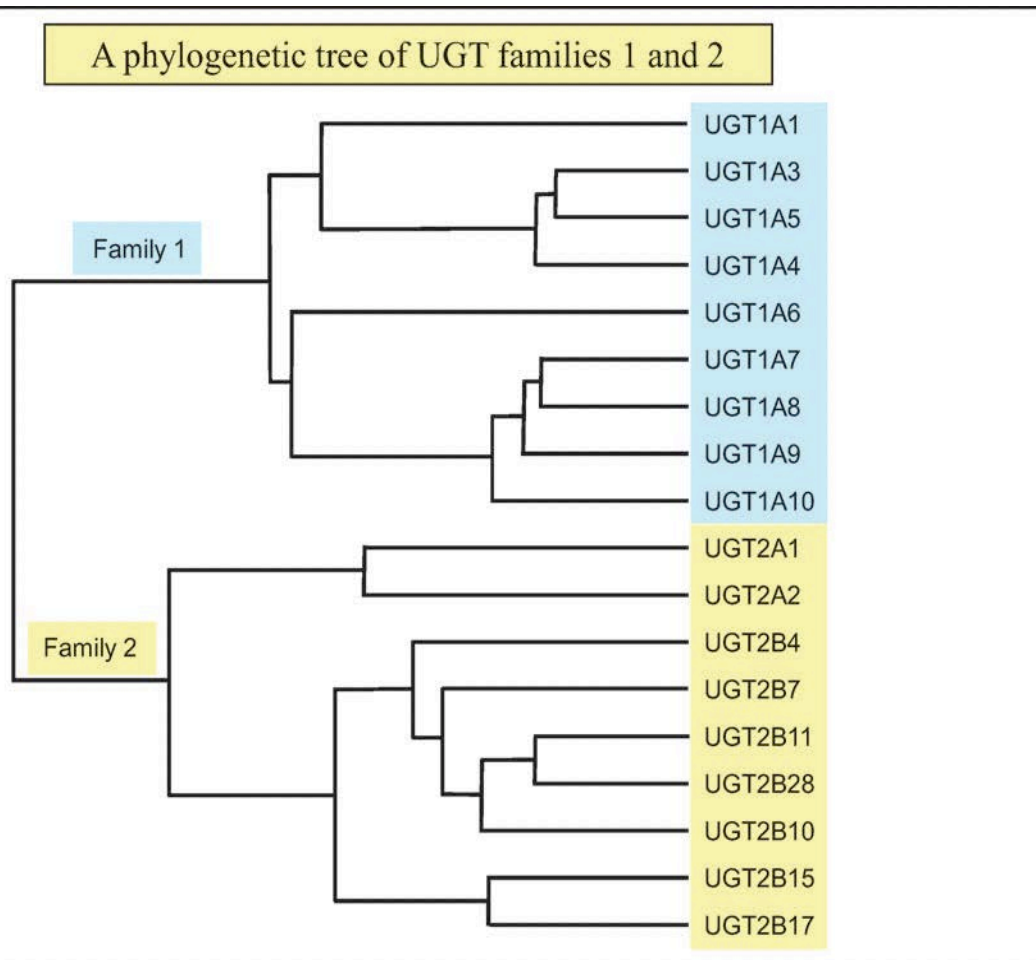 A phylogenetic tree of UGT families 1 and 2
UGT1A1
UGT1A3
UGT1A5
Family 1
UGT1A4
UGT1A6
UGT1A7
UGT1A8
UGT1A9
UGT1A10
UGT2A1
UGT2A2
Family 2
UGT2B4
UGT2B7
UGT2B11
UGT2B28
UGT2B10
UGT2B15
UGT2B17